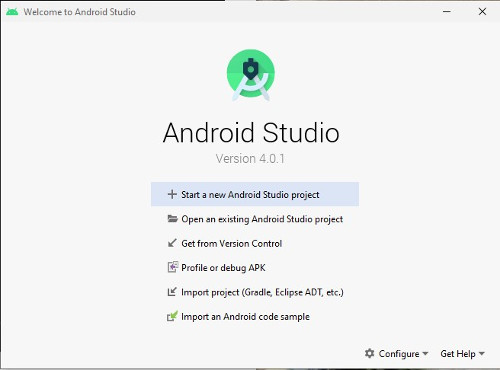 Welcome to Android Studio
Android Studio
Version 4.0.1
Start a new Android Studio project
Open an existing Android Studio project
Get from Version Control
Profile or debug APK
Import project (Gradle, Eclipse ADT, etc.)
Import an Android code sample
Configure Get Help